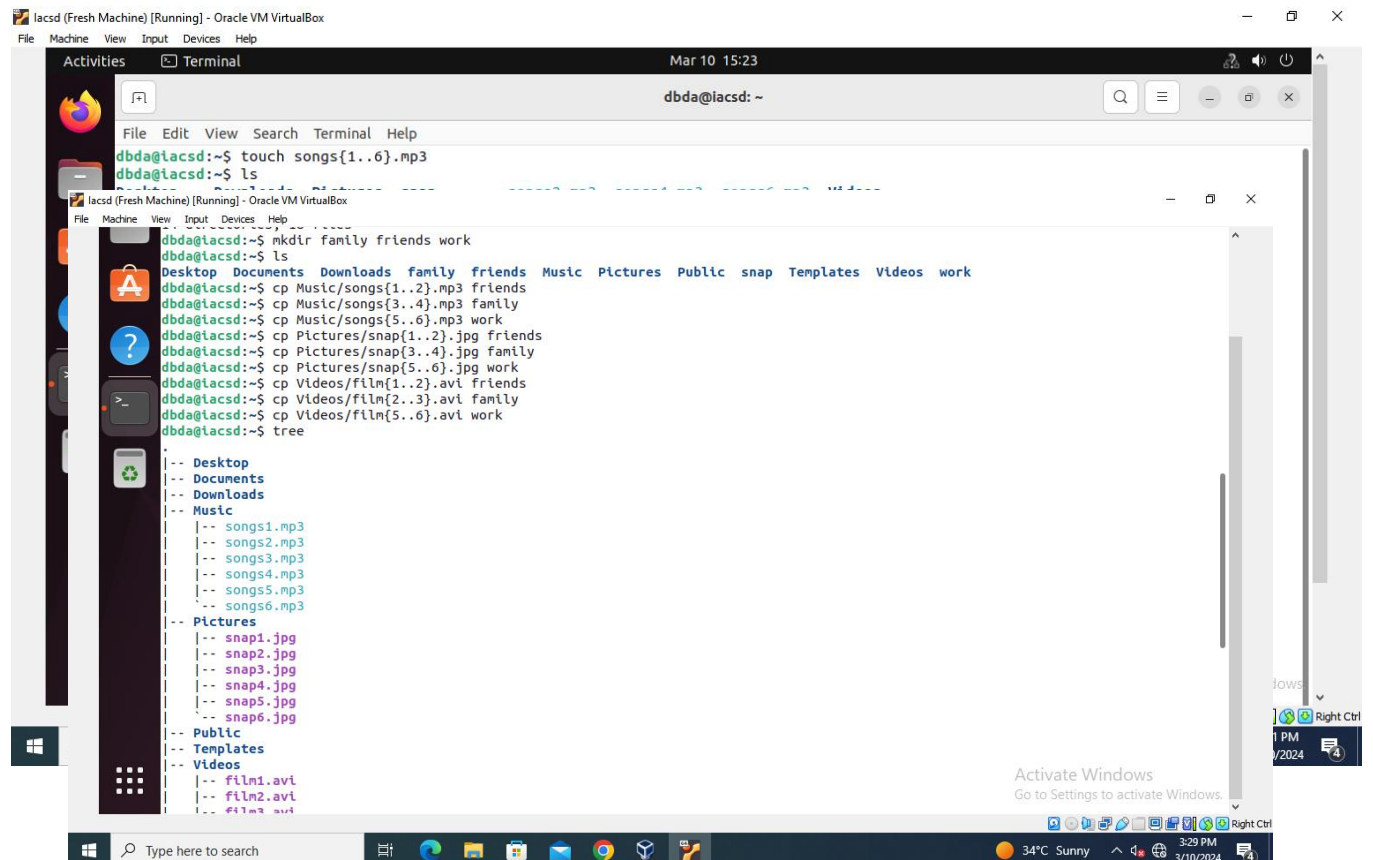 lacsd (Fresh Machine) [Running] - Oracle VM VirtualBox
File Machine View Input Devices Help
Activities Terminal Mar 10 15:23
dbda@iacsd: ~
File Edit View Search Terminal Help
dbda@iacsd:~$ touch songs{1..6}.mp3
dbda@iacsd:~$ ls
lacsd (Fresh Machine) [Running] - Oracle VM VirtualBox
File Machine View Input Devices Help
dbda@iacsd:~$ mkdir family friends work
dbda@iacsd:~$ ls
Desktop Documents Downloads family friends Music Pictures Public snap Templates Videos work
dbda@iacsd:~$ cp Music/songs{1..2}.mp3 friends
dbda@iacsd:~$ cp Music/songs{3..4}.mp3 family
dbda@iacsd:~$ cp Music/songs{5..6}.mp3 work
dbda@iacsd:~$ cp Pictures/snap{1..2}.jpg friends
dbda@iacsd:~$ cp Pictures/snap{3..4}.jpg family
dbda@iacsd:~$ cp Pictures/snap{5..6}.jpg work
dbda@iacsd:~$ cp Videos/film{1..2}.avi friends
dbda@iacsd:~$ cp Videos/film{2..3}.avi family
dbda@iacsd:~$ cp Videos/film{5..6}.avi work
dbda@iacsd:~$ tree
.
|-- Desktop
|-- Documents
|-- Downloads
|-- Music
|   |-- songs1.mp3
|   |-- songs2.mp3
|   |-- songs3.mp3
|   |-- songs4.mp3
|   |-- songs5.mp3
|   `-- songs6.mp3
|-- Pictures
|   |-- snap1.jpg
|   |-- snap2.jpg
|   |-- snap3.jpg
|   |-- snap4.jpg
|   |-- snap5.jpg
|   `-- snap6.jpg
|-- Public
|-- Templates
|-- Videos
|   |-- film1.avi
|   |-- film2.avi
|   |-- film3.avi
Activate Windows
Go to Settings to activate Windows.
Right Ctrl
Right Ctrl
Type here to search
34°C Sunny
3:29 PM
3/10/2024
4
4